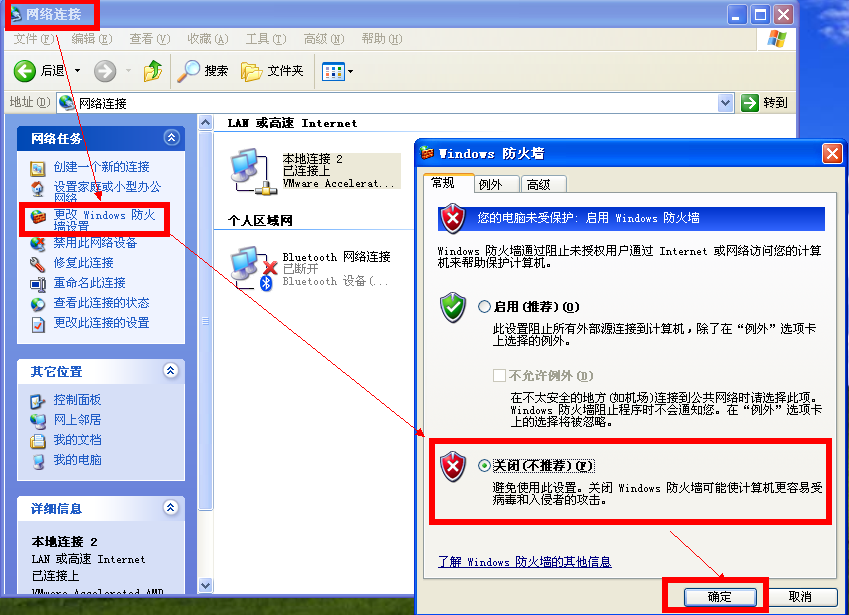 网络连接
文件(F) 编辑(E) 查看(V) 收藏(A) 工具(T) 高级(N) 帮助(H)
后退 搜索 文件夹
地址(D) 网络连接 转到
网络任务
创建一个新的连接
设置家庭或小型办公
网络
更改 Windows 防火
墙设置
禁用此网络设备
修复此连接
重命名此连接
查看此连接的状态
更改此连接的设置
其它位置
控制面板
网上邻居
我的文档
我的电脑
详细信息
本地连接 2
LAN 或高速 Internet
已连接上
VMware Accelerated AMD
LAN 或高速 Internet
本地连接 2
已连接上
VMware Accelerat...
个人区域网
Bluetooth 网络连接
已断开
Bluetooth 设备(...
Windows 防火墙
常规 例外 高级
您的电脑未受保护: 启用 Windows 防火墙
Windows 防火墙通过阻止未授权用户通过 Internet 或网络访问您的计算
机来帮助保护计算机。
启用(推荐)(O)
此设置阻止所有外部源连接到计算机，除了在“例外”选项卡
上选择的例外。
不允许例外(D)
在不太安全的地方(如机场)连接到公共网络时请选择此项。
Windows 防火墙阻止程序时不会通知您。在“例外”选项卡
上的选择将被忽略。
关闭(不推荐)(F)
避免使用此设置。关闭 Windows 防火墙可能使计算机更容易受
病毒和入侵者的攻击。
了解 Windows 防火墙的其他信息
确定 取消